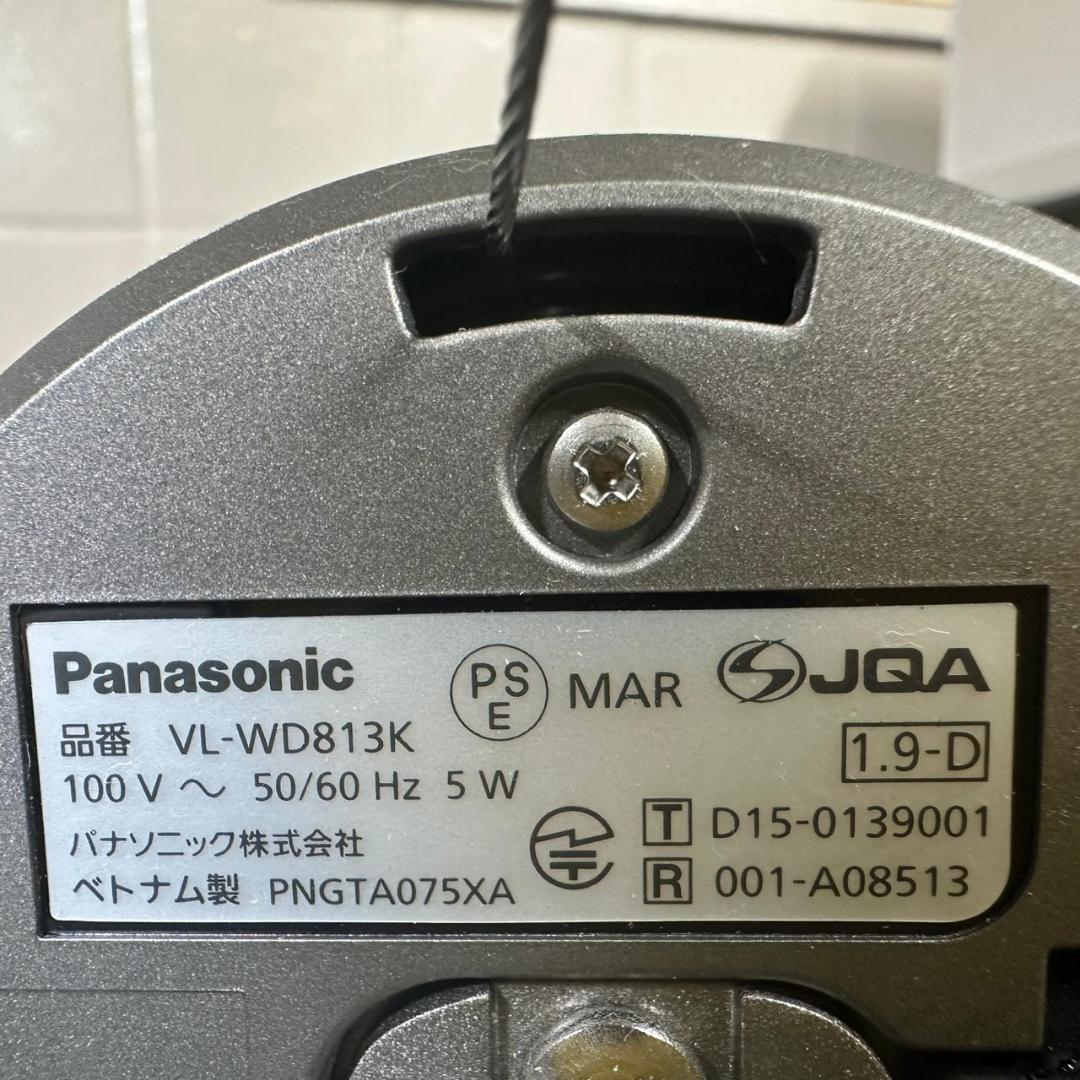 Panasonic
PSE MAR JQA
品番 VL-WD813K
1.9-D
100 V ～ 50/60 Hz 5 W
パナソニック株式会社
T D15-0139001
ベトナム製 PNGTA075XA
R 001-A08513